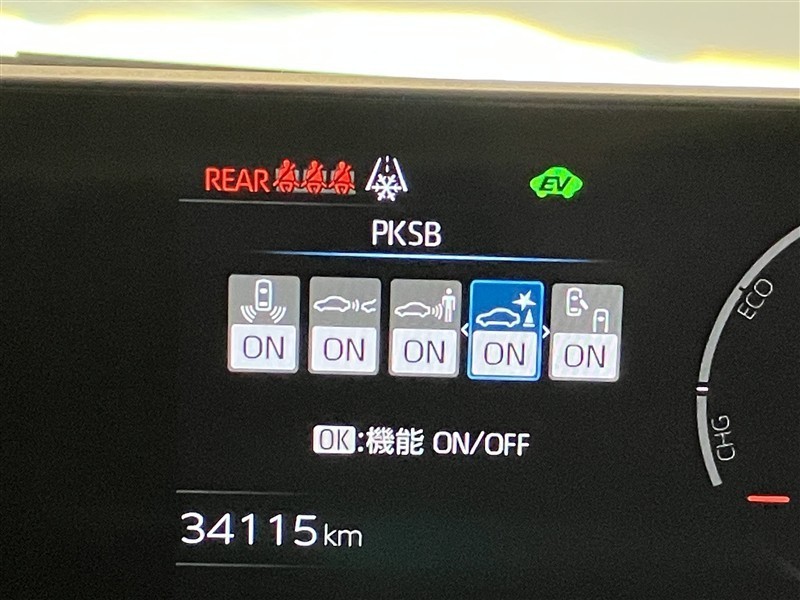 REAR
EV
PKSB
ON ON ON ON ON
OK:機能 ON/OFF
34115km
ECO
CHG